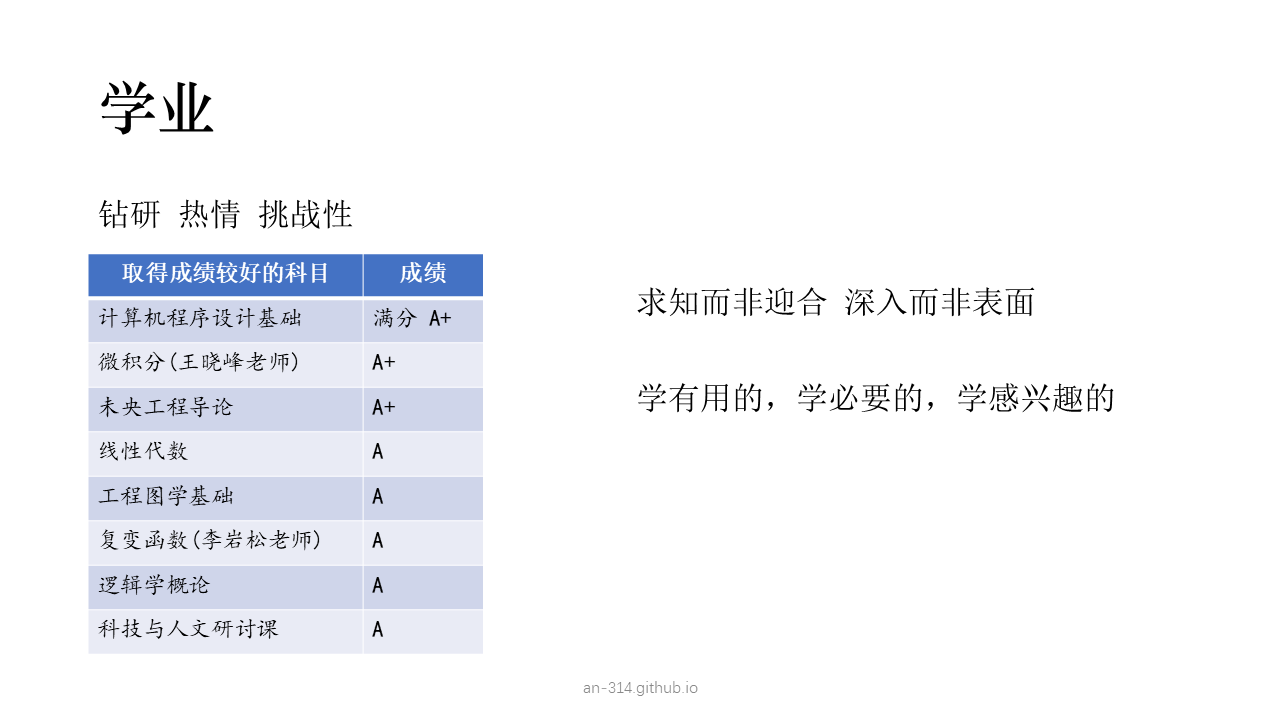 学业
钻研 热情 挑战性
取得成绩较好的科目 成绩
计算机程序设计基础 满分 A+
微积分(王晓峰老师) A+
未央工程导论 A+
线性代数 A
工程图学基础 A
复变函数(李岩松老师) A
逻辑学概论 A
科技与人文研讨课 A
求知而非迎合 深入而非表面
学有用的，学必要的，学感兴趣的
an-314.github.io